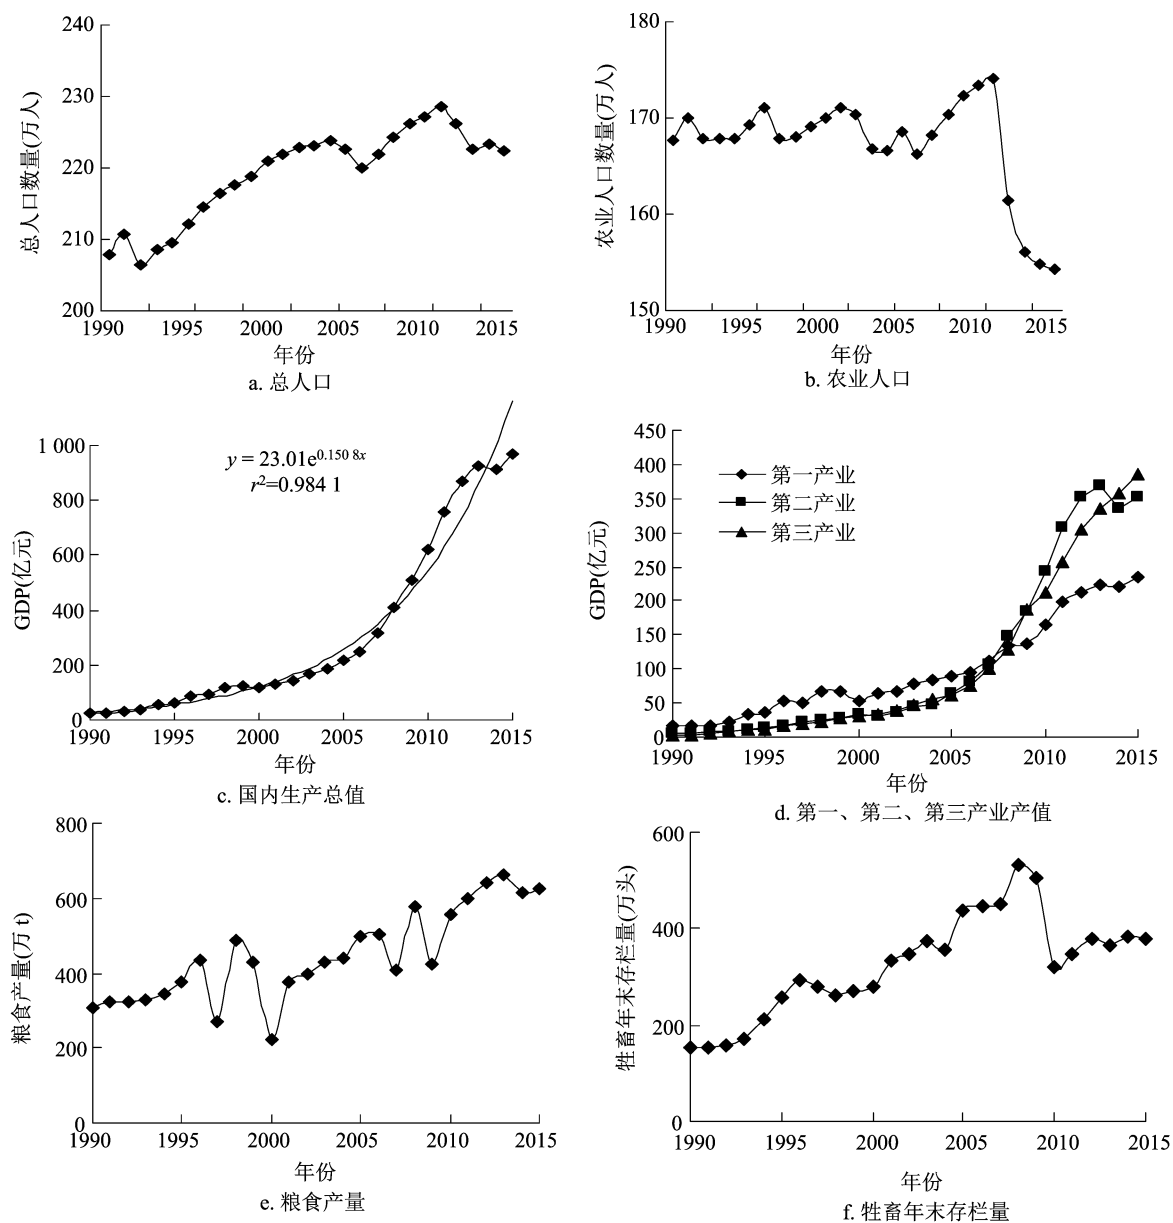 240
230
220
210
200
总人口数量(万人)
1990 1995 2000 2005 2010 2015
年份
a. 总人口
180
170
160
150
农业人口数量(万人)
1990 1995 2000 2005 2010 2015
年份
b. 农业人口
1 000
800
600
400
200
0
GDP(亿元)
y = 23.01e^0.150 8x
r²=0.984 1
1990 1995 2000 2005 2010 2015
年份
c. 国内生产总值
450
400
350
300
250
200
150
100
50
0
GDP(亿元)
第一产业
第二产业
第三产业
1990 1995 2000 2005 2010 2015
年份
d. 第一、第二、第三产业产值
800
600
400
200
0
粮食产量(万 t)
1990 1995 2000 2005 2010 2015
年份
e. 粮食产量
600
400
200
0
牲畜年末存栏量(万头)
1990 1995 2000 2005 2010 2015
年份
f. 牲畜年末存栏量